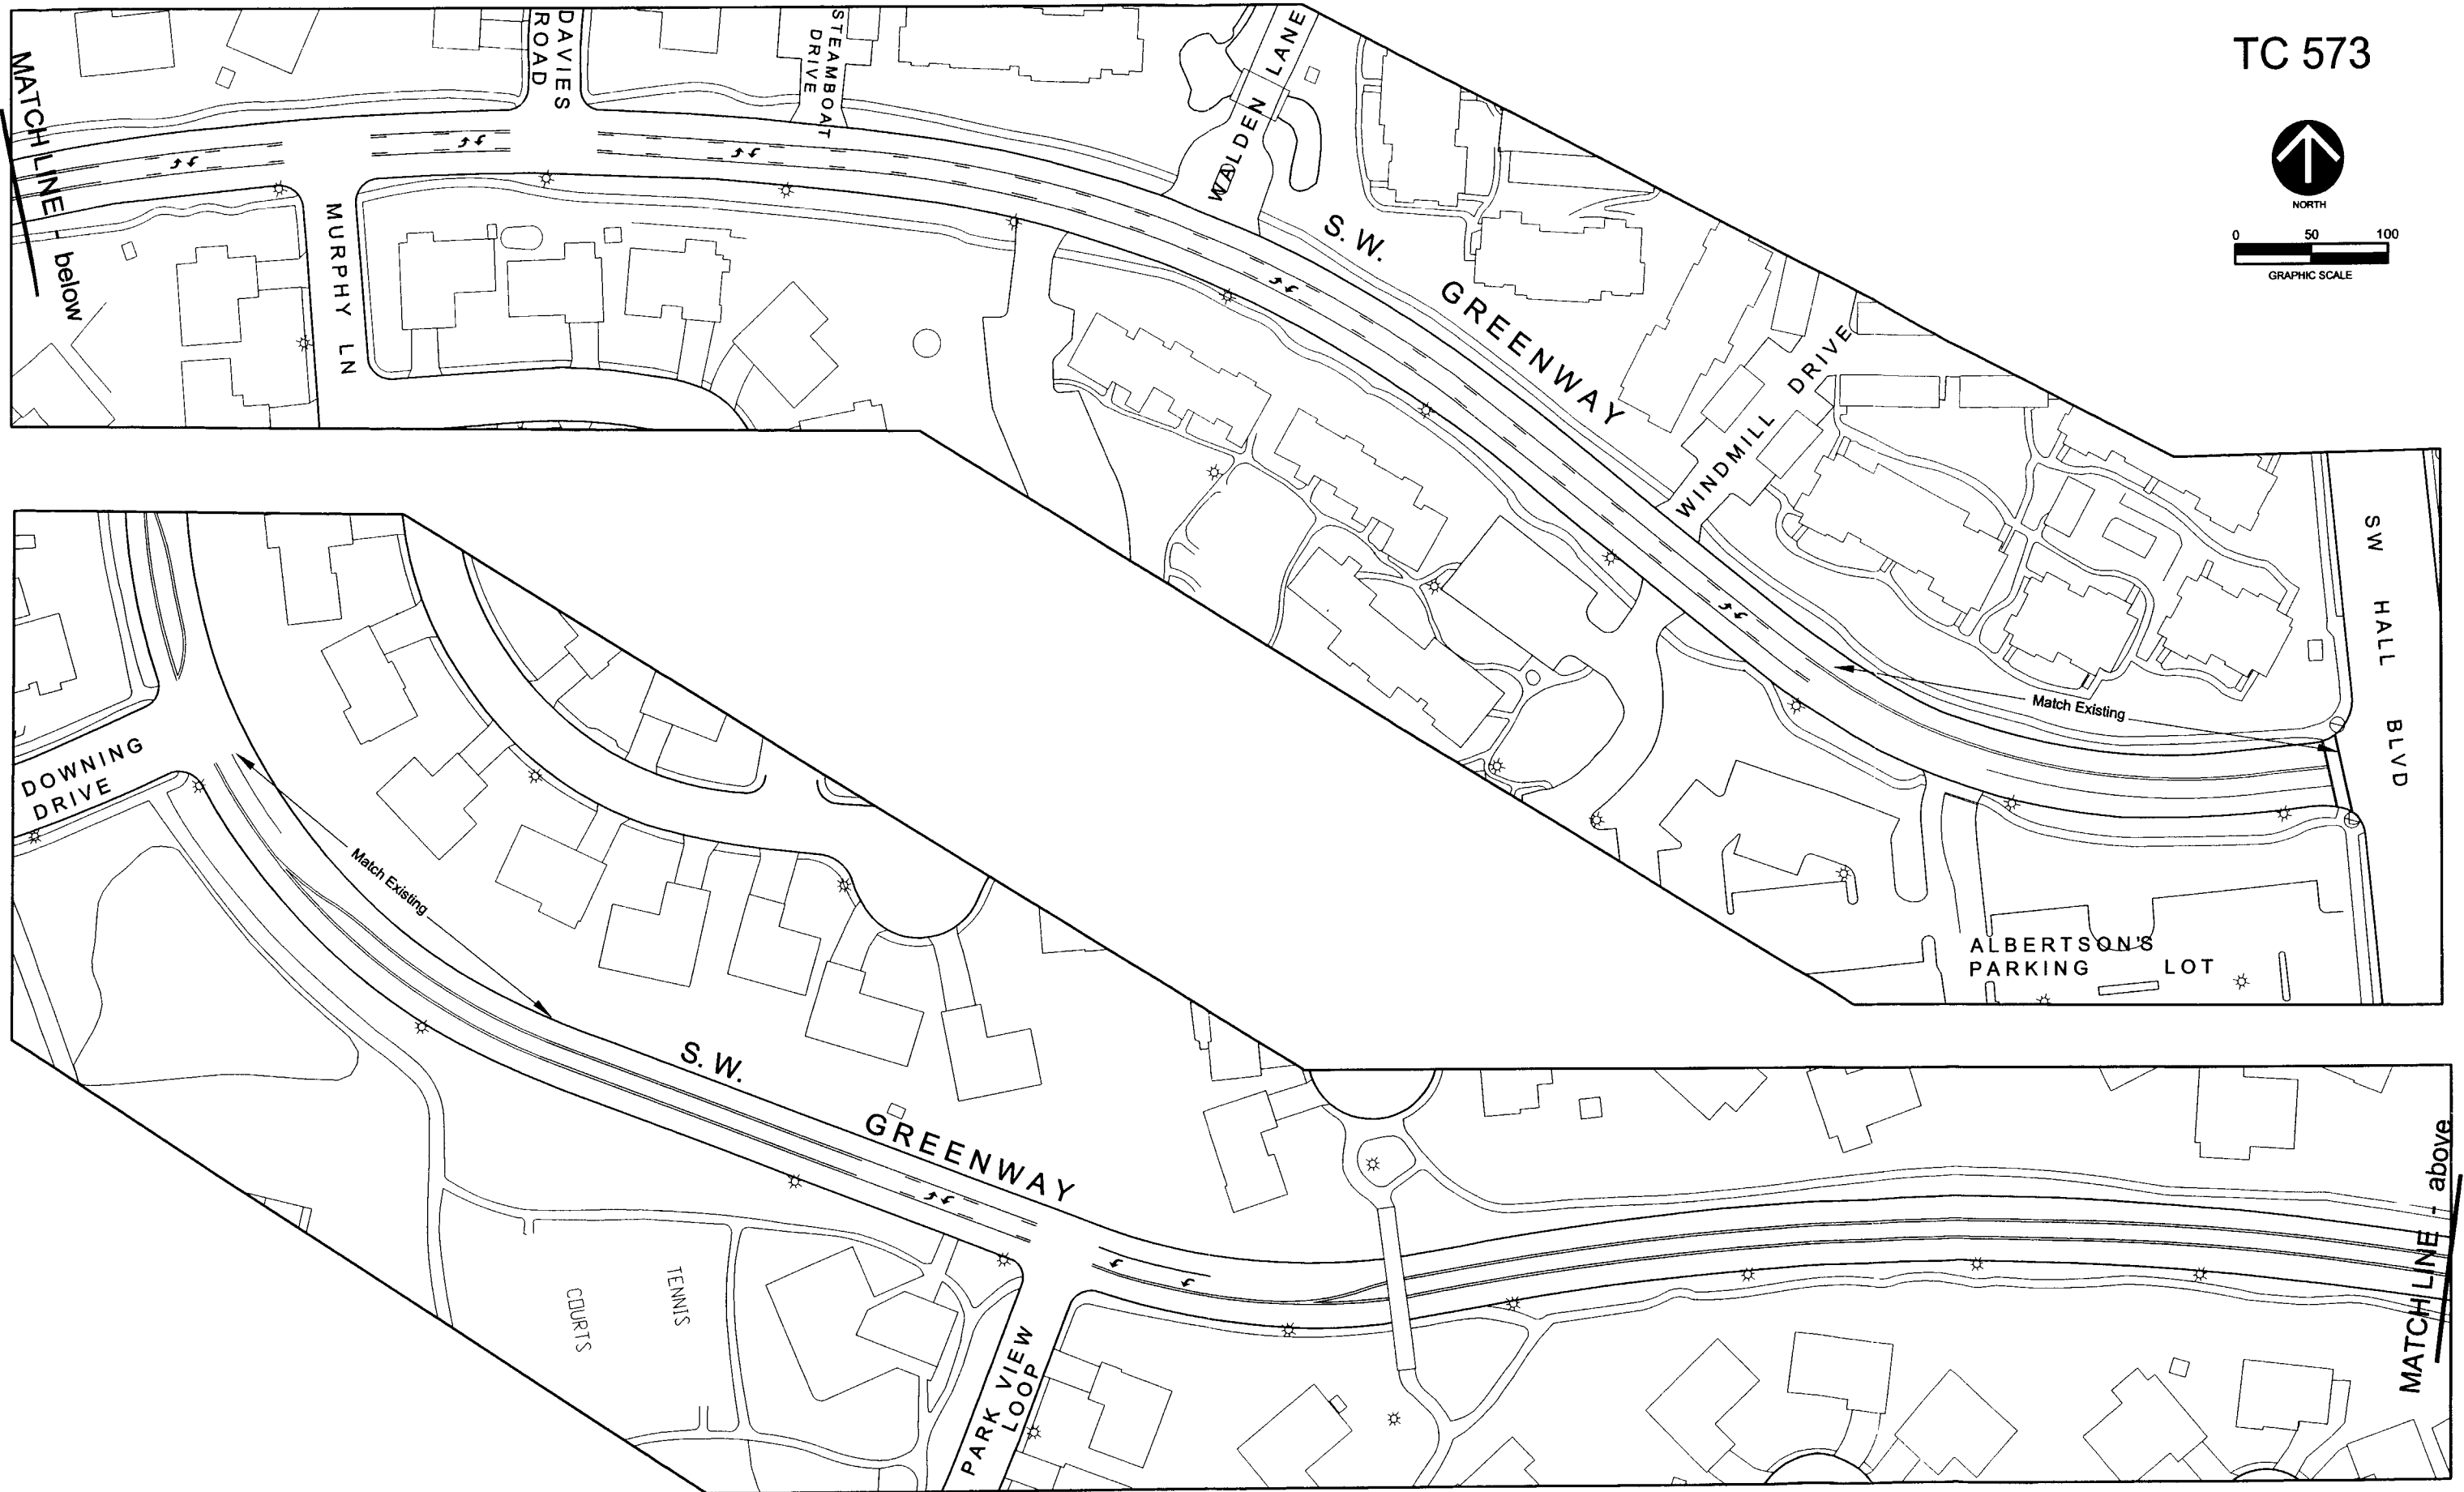 TC 573
NORTH
0 50 100
GRAPHIC SCALE
MATCH LINE - below
DAVIES
ROAD
STEAMBOAT
DRIVE
WALDEN LANE
MURPHY LN
S. W. GREENWAY
WINDMILL DRIVE
SW HALL BLVD
Match Existing
ALBERTSON'S
PARKING LOT
DOWNING
DRIVE
Match Existing
S. W. GREENWAY
TENNIS
COURTS
PARK VIEW
LOOP
MATCH LINE - above